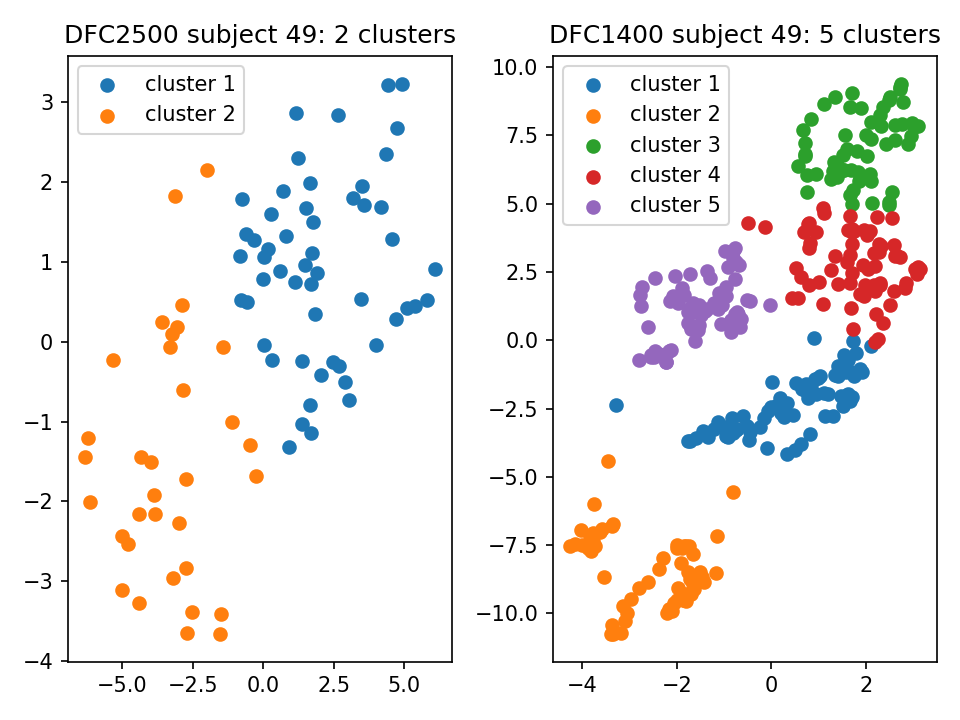 DFC2500 subject 49: 2 clusters
cluster 1
cluster 2
3
2
1
0
−1
−2
−3
−4
−5.0
−2.5
0.0
2.5
5.0
DFC1400 subject 49: 5 clusters
cluster 1
cluster 2
cluster 3
cluster 4
cluster 5
10.0
7.5
5.0
2.5
0.0
−2.5
−5.0
−7.5
−10.0
−4
−2
0
2